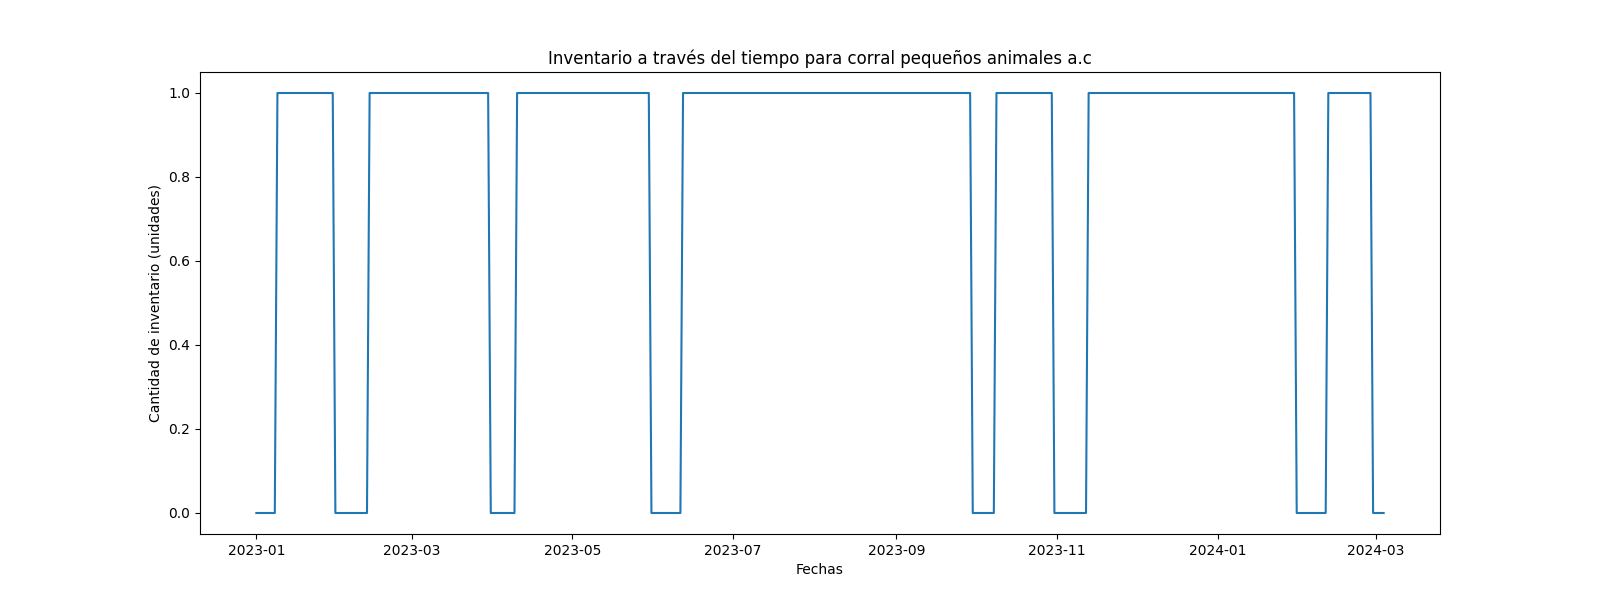 Inventario a través del tiempo para corral pequeños animales a.c
Cantidad de inventario (unidades)
1.0
0.8
0.6
0.4
0.2
0.0
2023-01 2023-03 2023-05 2023-07 2023-09 2023-11 2024-01 2024-03
Fechas